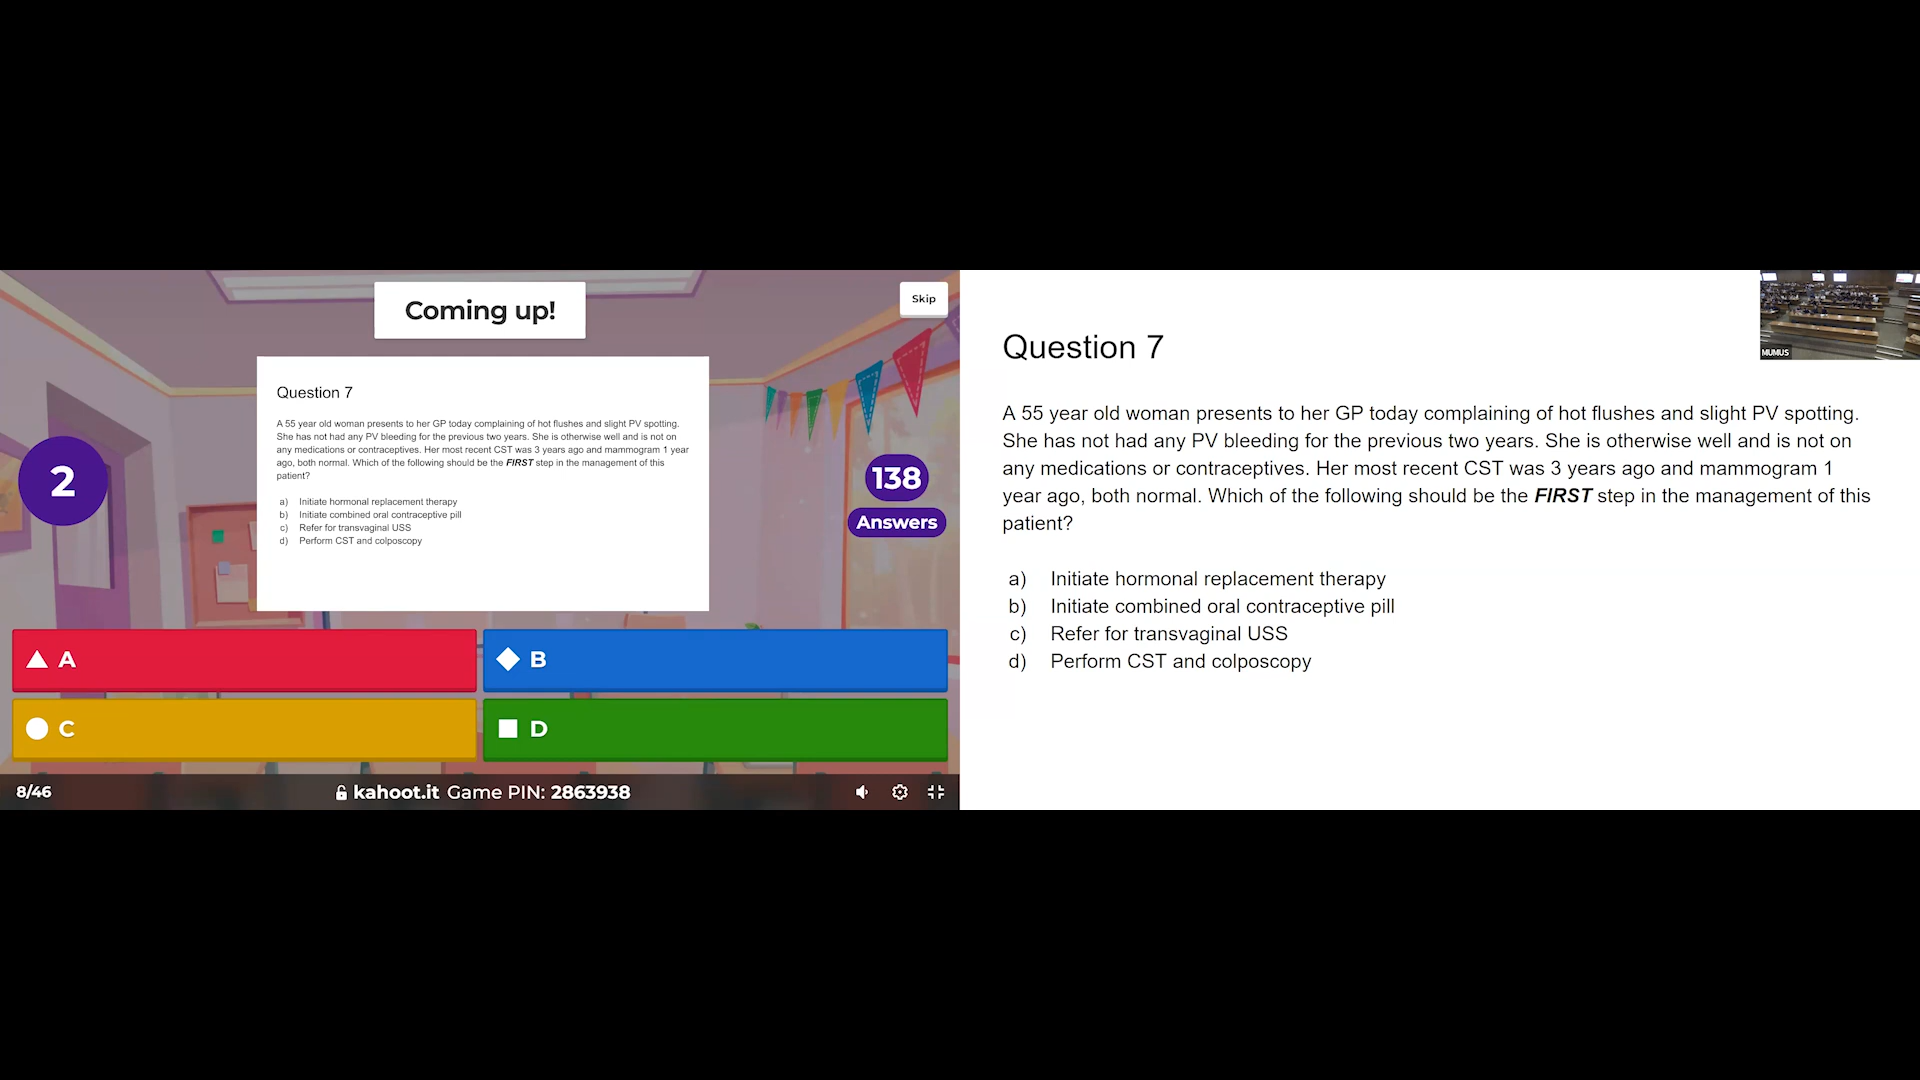 Coming up!
Skip
Question 7
A 55 year old woman presents to her GP today complaining of hot flushes and slight PV spotting.
She has not had any PV bleeding for the previous two years. She is otherwise well and is not on
any medications or contraceptives. Her most recent CST was 3 years ago and mammogram 1 year
ago, both normal. Which of the following should be the FIRST step in the management of this
patient?
a) Initiate hormonal replacement therapy
b) Initiate combined oral contraceptive pill
c) Refer for transvaginal USS
d) Perform CST and colposcopy
2
138
Answers
A
B
C
D
8/46
kahoot.it Game PIN: 2863938
MUMUS
Question 7
A 55 year old woman presents to her GP today complaining of hot flushes and slight PV spotting.
She has not had any PV bleeding for the previous two years. She is otherwise well and is not on
any medications or contraceptives. Her most recent CST was 3 years ago and mammogram 1
year ago, both normal. Which of the following should be the FIRST step in the management of this
patient?
a) Initiate hormonal replacement therapy
b) Initiate combined oral contraceptive pill
c) Refer for transvaginal USS
d) Perform CST and colposcopy